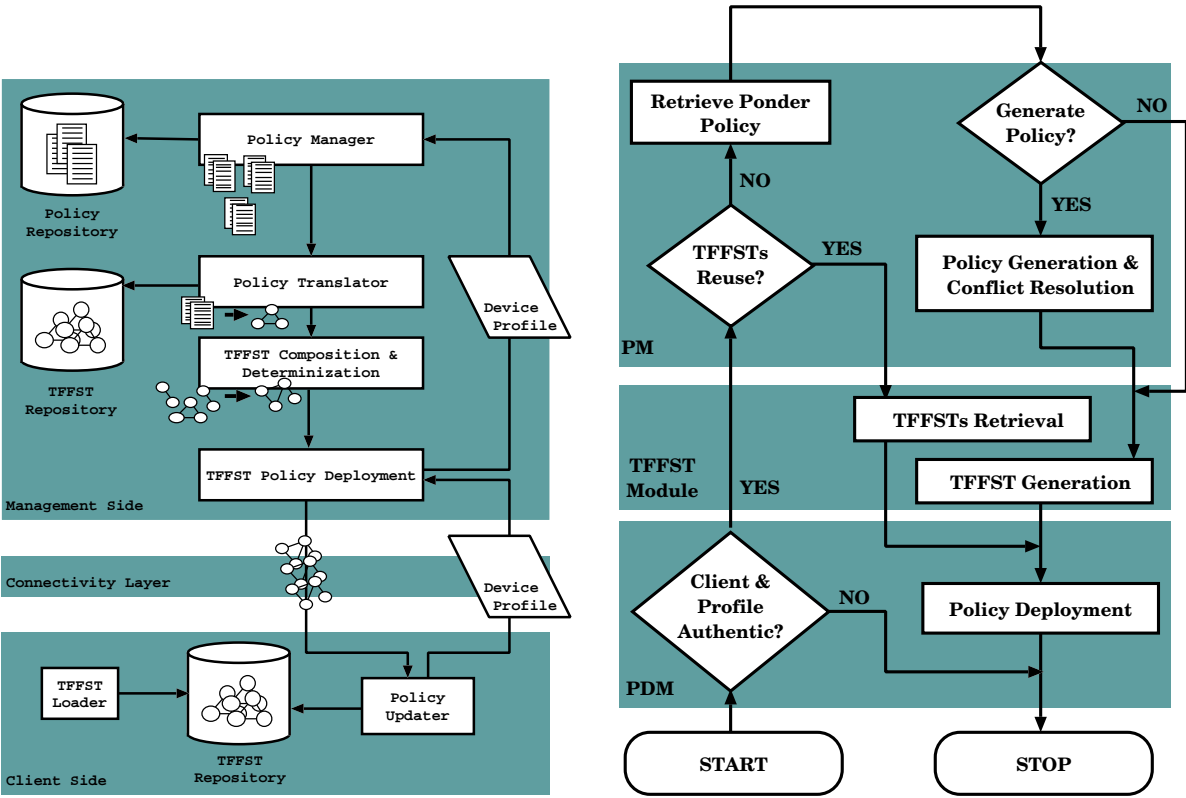 Policy Manager
Policy
Repository
Policy Translator
Device
Profile
TFFST Composition &
Determinization
TFFST
Repository
TFFST Policy Deployment
Management Side
Connectivity Layer
Device
Profile
TFFST
Loader
Policy
Updater
TFFST
Repository
Client Side
Retrieve Ponder
Policy
Generate
Policy?
NO
NO
YES
TFFSTs
Reuse?
YES
Policy Generation &
Conflict Resolution
PM
TFFSTs Retrieval
TFFST
Module
YES
TFFST Generation
Client &
Profile
Authentic?
NO
Policy Deployment
PDM
START
STOP